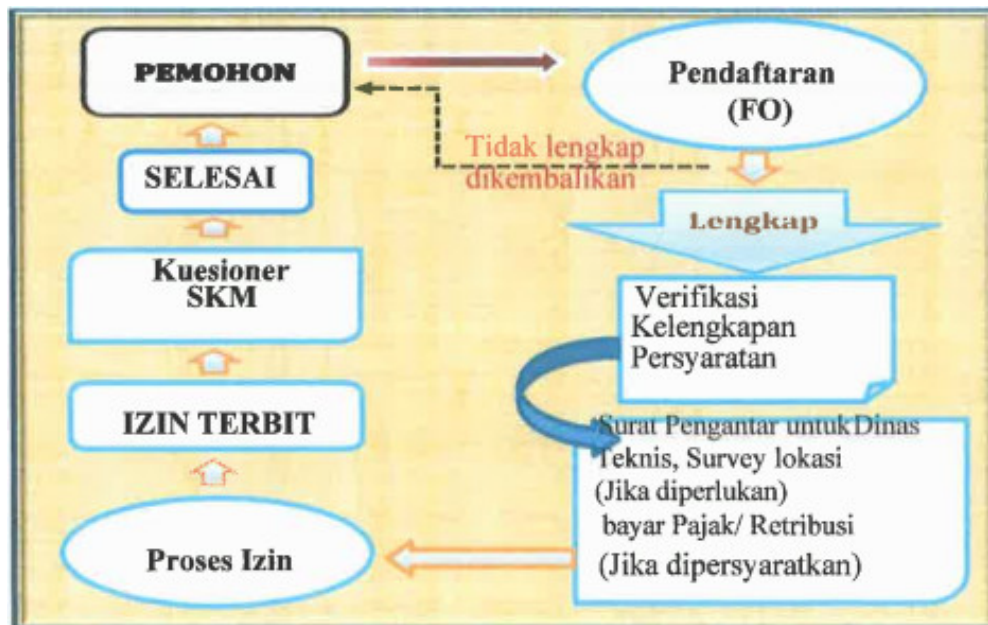 PEMOHON
Pendaftaran
(FO)
Tidak lengkap
dikembalikan
Lengkap
Verifikasi
Kelengkapan
Persyaratan
Surat Pengantar untuk Dinas
Teknis, Survey lokasi
(Jika diperlukan)
bayar Pajak/ Retribusi
(Jika dipersyaratkan)
Proses Izin
IZIN TERBIT
Kuesioner
SKM
SELESAI